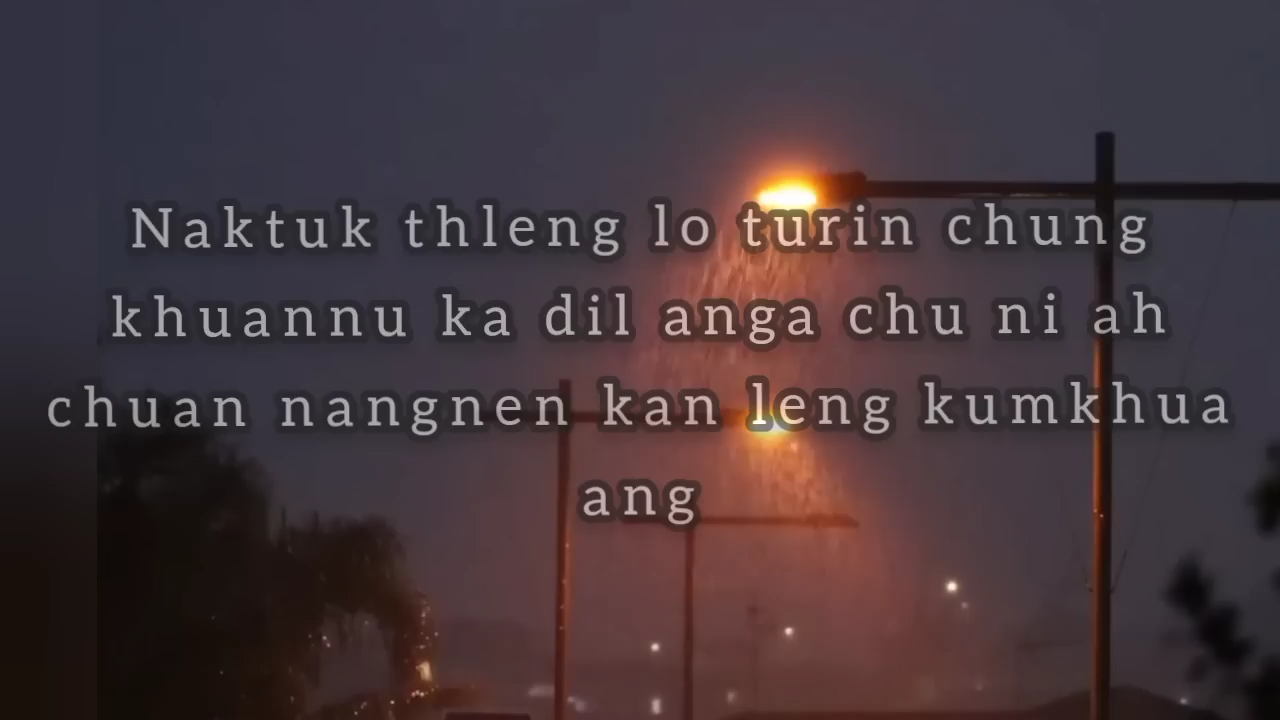 Naktuk thleng lo turin chung
khuannu ka dil anga chu ni ah
chuan nangnen kan leng kumkhua
ang